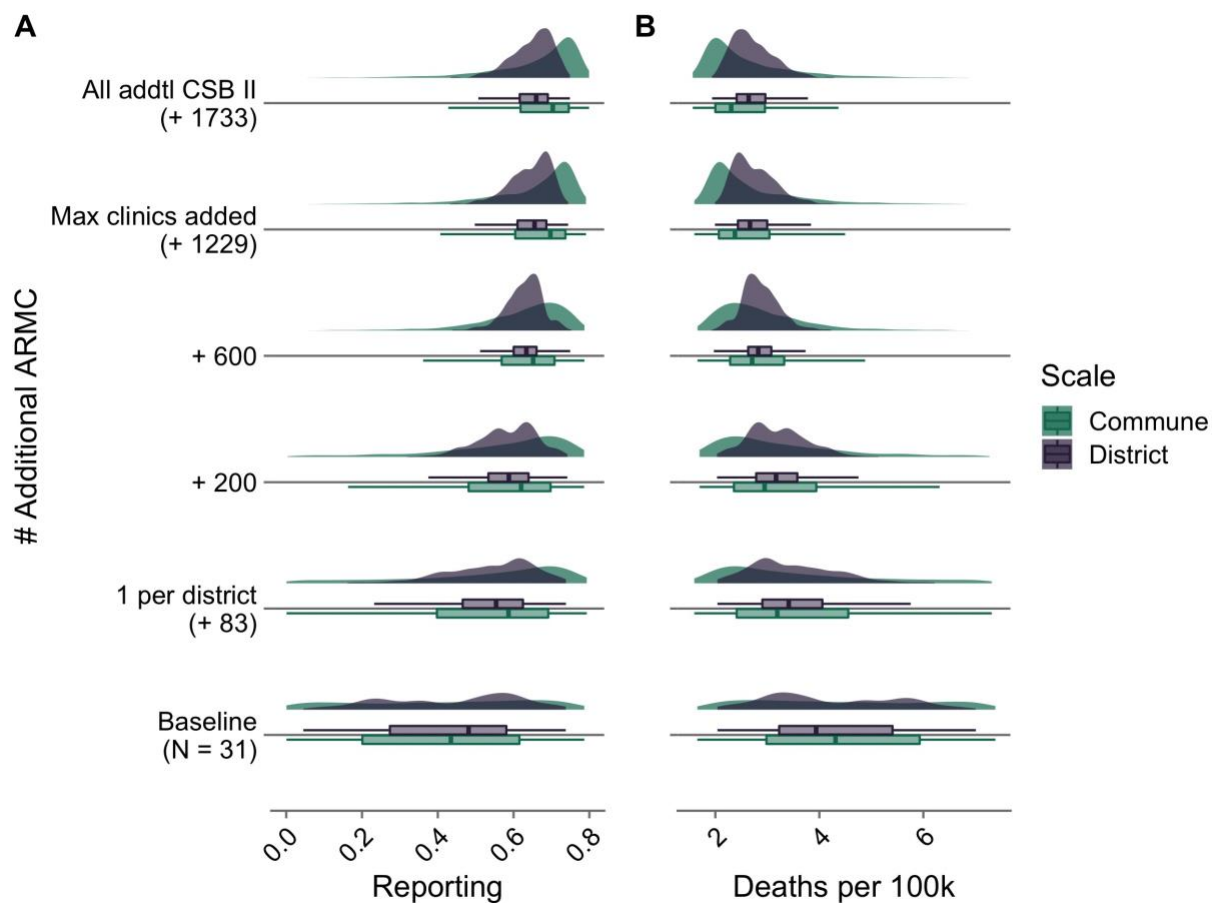 A
B
# Additional ARMC
All addtl CSB II
(+ 1733)
Max clinics added
(+ 1229)
+ 600
+ 200
1 per district
(+ 83)
Baseline
(N = 31)
0.0 0.2 0.4 0.6 0.8
Reporting
2 4 6
Deaths per 100k
Scale
Commune
District